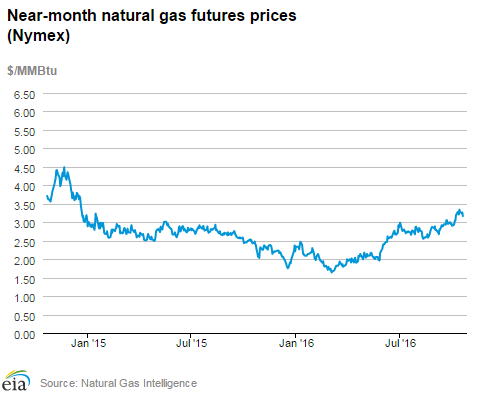 Near-month natural gas futures prices
(Nymex)
$/MMBtu
6.50
6.00
5.50
5.00
4.50
4.00
3.50
3.00
2.50
2.00
1.50
1.00
0.50
0.00
Jan '15
Jul '15
Jan '16
Jul '16
eia
Source: Natural Gas Intelligence